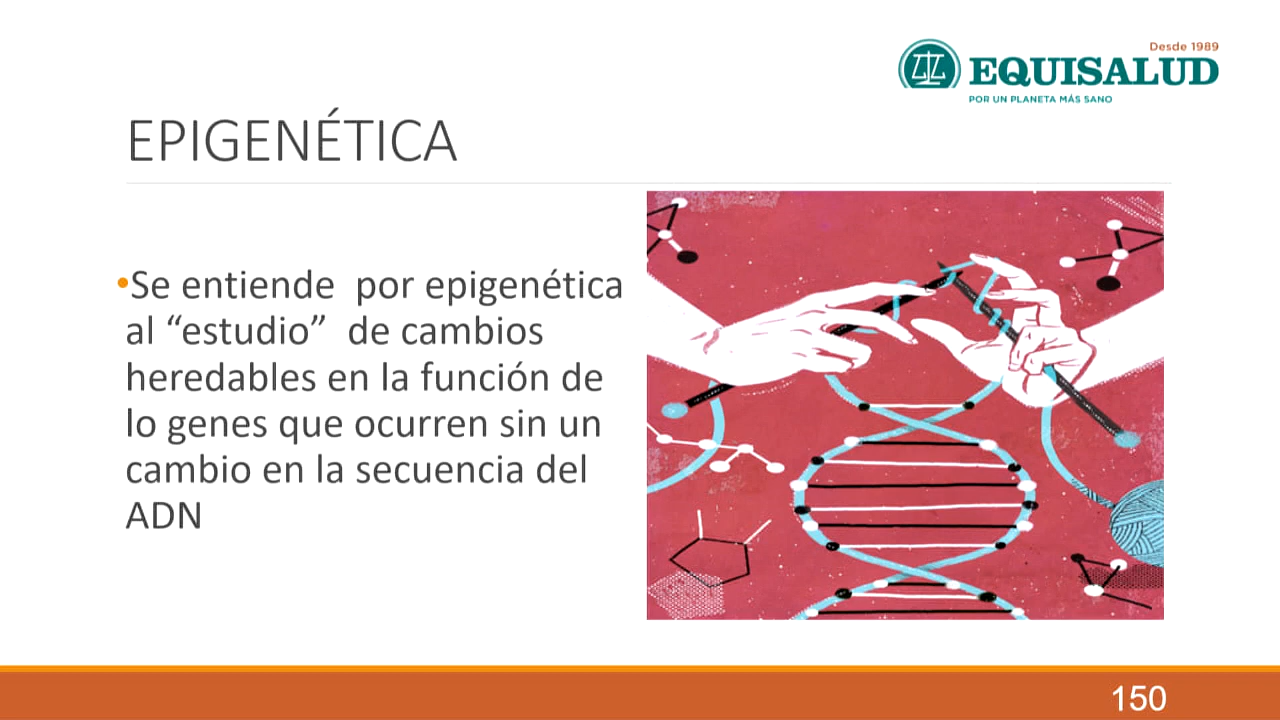 Desde 1989
EQUISALUD
POR UN PLANETA MÁS SANO
EPIGENÉTICA
•Se entiende  por epigenética
al “estudio”  de cambios
heredables en la función de
lo genes que ocurren sin un
cambio en la secuencia del
ADN
150